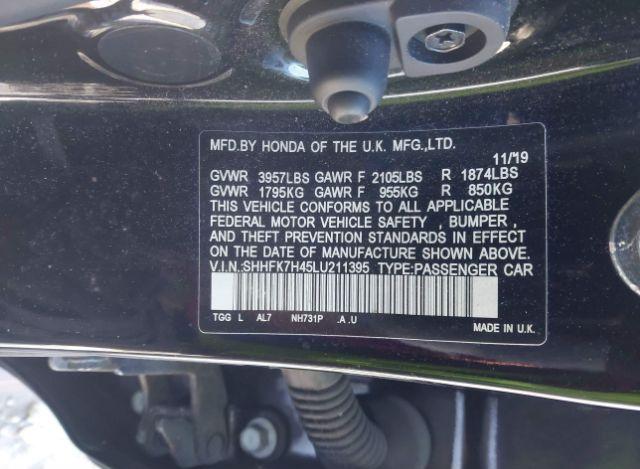 MFD.BY HONDA OF THE U.K. MFG.,LTD.
11/'19
GVWR 3957LBS GAWR F 2105LBS R 1874LBS
GVWR 1795KG GAWR F 955KG R 850KG
THIS VEHICLE CONFORMS TO ALL APPLICABLE
FEDERAL MOTOR VEHICLE SAFETY , BUMPER ,
AND THEFT PREVENTION STANDARDS IN EFFECT
ON THE DATE OF MANUFACTURE SHOWN ABOVE.
V.I.N:SHHFK7H45LU211395 TYPE:PASSENGER CAR
TGG L AL7 NH731P .A .U
MADE IN U.K.